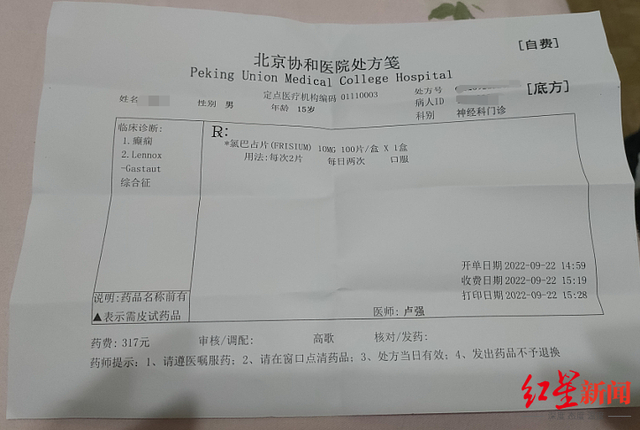 北京协和医院处方笺
Peking Union Medical College Hospital
[自费]
[底方]
定点医疗机构编码 01110003
处方号
姓名 性别 男 年龄 15岁 病人ID
科别 神经科门诊
临床诊断:
1.癫痫
2.Lennox
-Gastaut
综合征
R:
*氯巴占片(FRISIUM) 10MG 100片/盒 X 1盒
用法:每次2片 每日两次 口服
开单日期 2022-09-22 14:59
收费日期 2022-09-22 15:19
打印日期 2022-09-22 15:28
说明:药品名称前有
▲表示需皮试药品
医师: 卢强
药费: 317元 审核/调配: 高歌 核对/发药:
药师提示: 1、请遵医嘱服药; 2、请在窗口点清药品; 3、处方当日有效; 4、发出药品不予退换
红星新闻